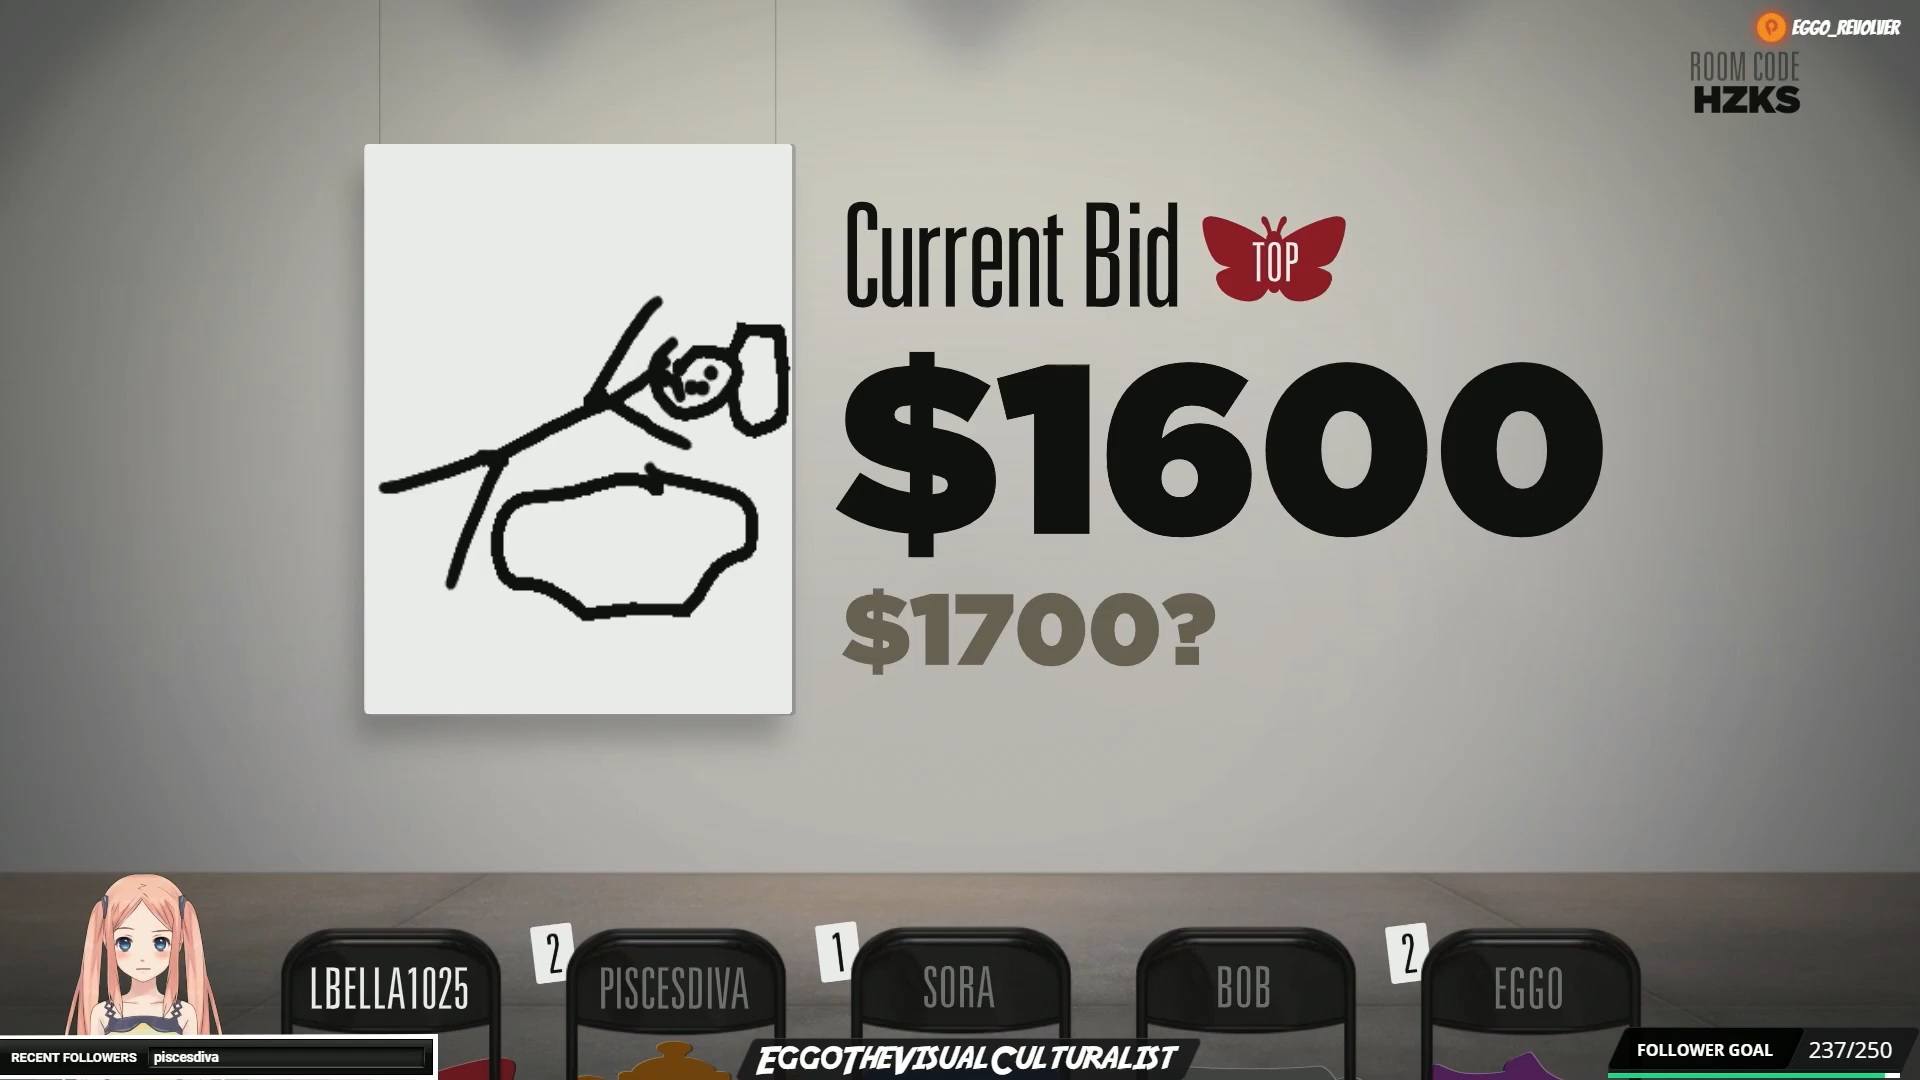 EGGO_REVOLVER
ROOM CODE
HZKS
Current Bid
TOP
$1600
$1700?
2
1
2
LBELLA1025
PISCESDIVA
SORA
BOB
EGGO
RECENT FOLLOWERS piscesdiva
EGGOTHEVISUALCULTURALIST
FOLLOWER GOAL 237/250